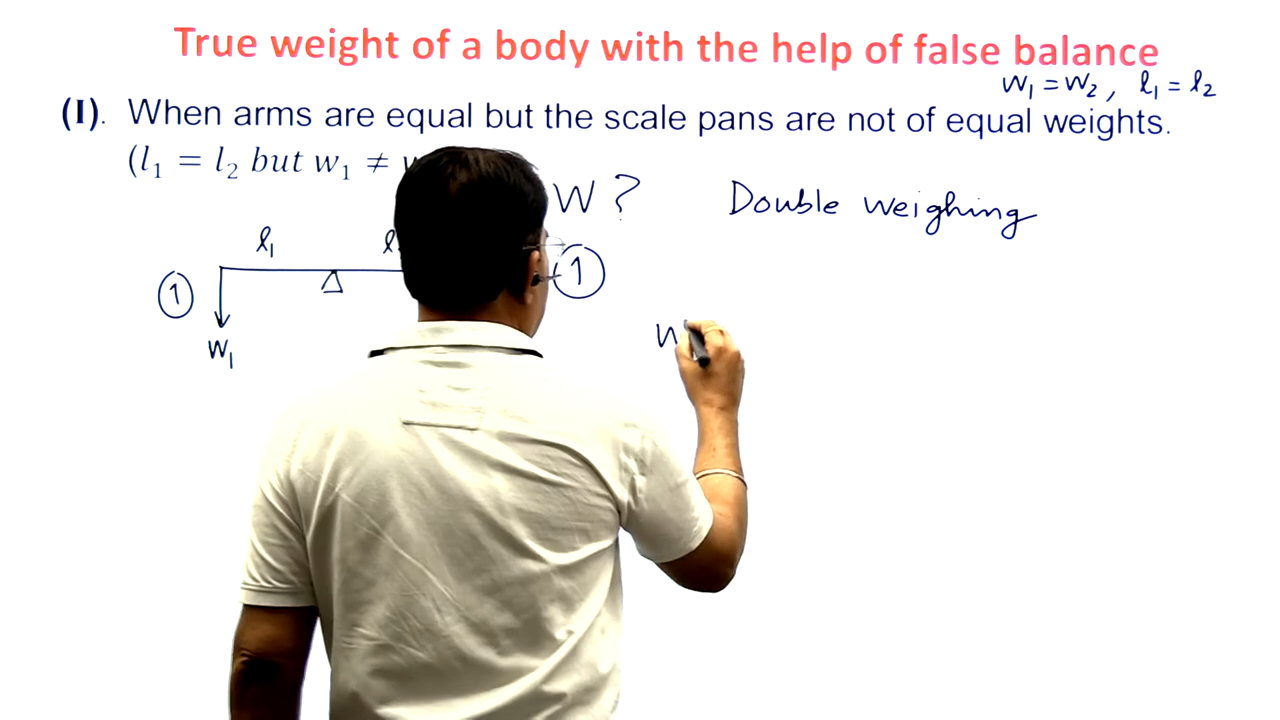 True weight of a body with the help of false balance
W₁ = W₂, l₁ = l₂
(I). When arms are equal but the scale pans are not of equal weights.
(l₁ = l₂ but w₁ ≠
W ? Double weighing
l₁ l
① ①
W₁